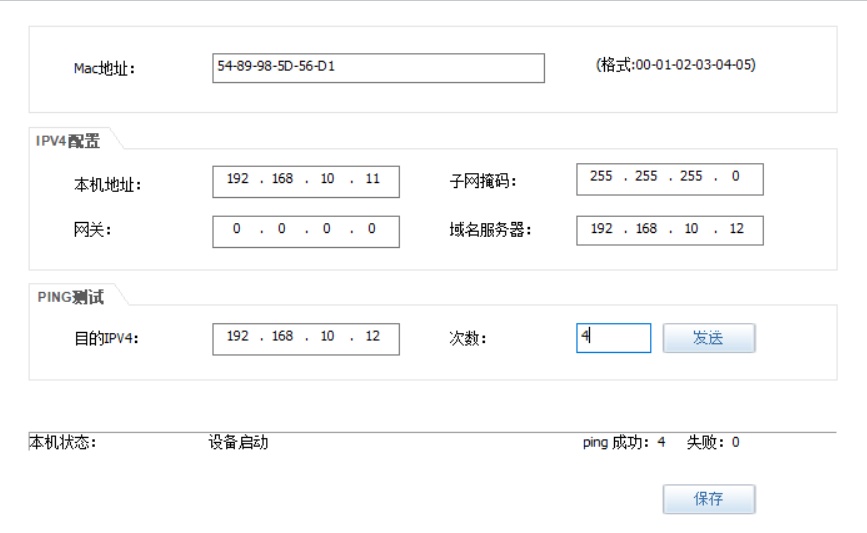 Mac地址： 54-89-98-5D-56-D1 (格式:00-01-02-03-04-05)
IPV4配置
本机地址： 192 . 168 . 10 . 11 子网掩码： 255 . 255 . 255 . 0
网关： 0 . 0 . 0 . 0 域名服务器： 192 . 168 . 10 . 12
PING测试
目的IPV4： 192 . 168 . 10 . 12 次数： 4 发送
本机状态： 设备启动 ping 成功：4 失败：0
保存